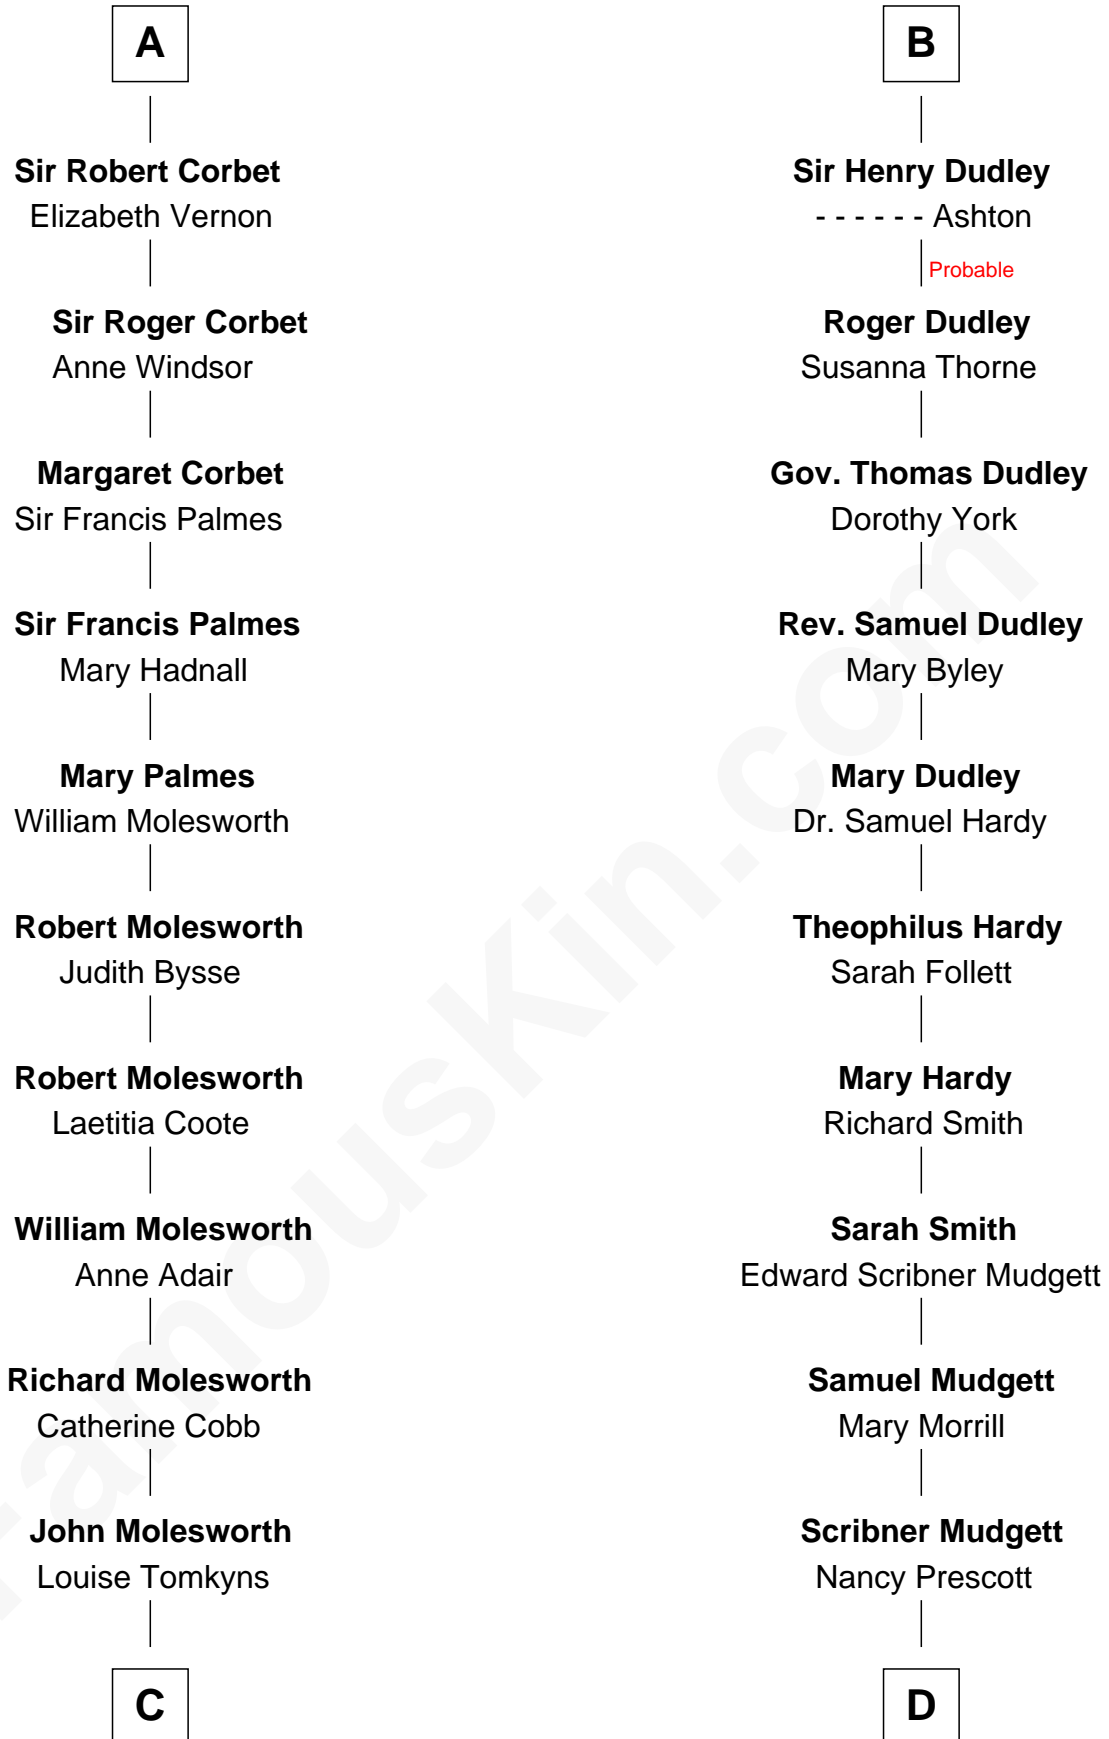 A
Sir Robert Corbet
Elizabeth Vernon
Sir Roger Corbet
Anne Windsor
Margaret Corbet
Sir Francis Palmes
Sir Francis Palmes
Mary Hadnall
Mary Palmes
William Molesworth
Robert Molesworth
Judith Bysse
Robert Molesworth
Laetitia Coote
William Molesworth
Anne Adair
Richard Molesworth
Catherine Cobb
John Molesworth
Louise Tomkyns
C
B
Sir Henry Dudley
- - - - - - Ashton
Probable
Roger Dudley
Susanna Thorne
Gov. Thomas Dudley
Dorothy York
Rev. Samuel Dudley
Mary Byley
Mary Dudley
Dr. Samuel Hardy
Theophilus Hardy
Sarah Follett
Mary Hardy
Richard Smith
Sarah Smith
Edward Scribner Mudgett
Samuel Mudgett
Mary Morrill
Scribner Mudgett
Nancy Prescott
D
FamousKin.com